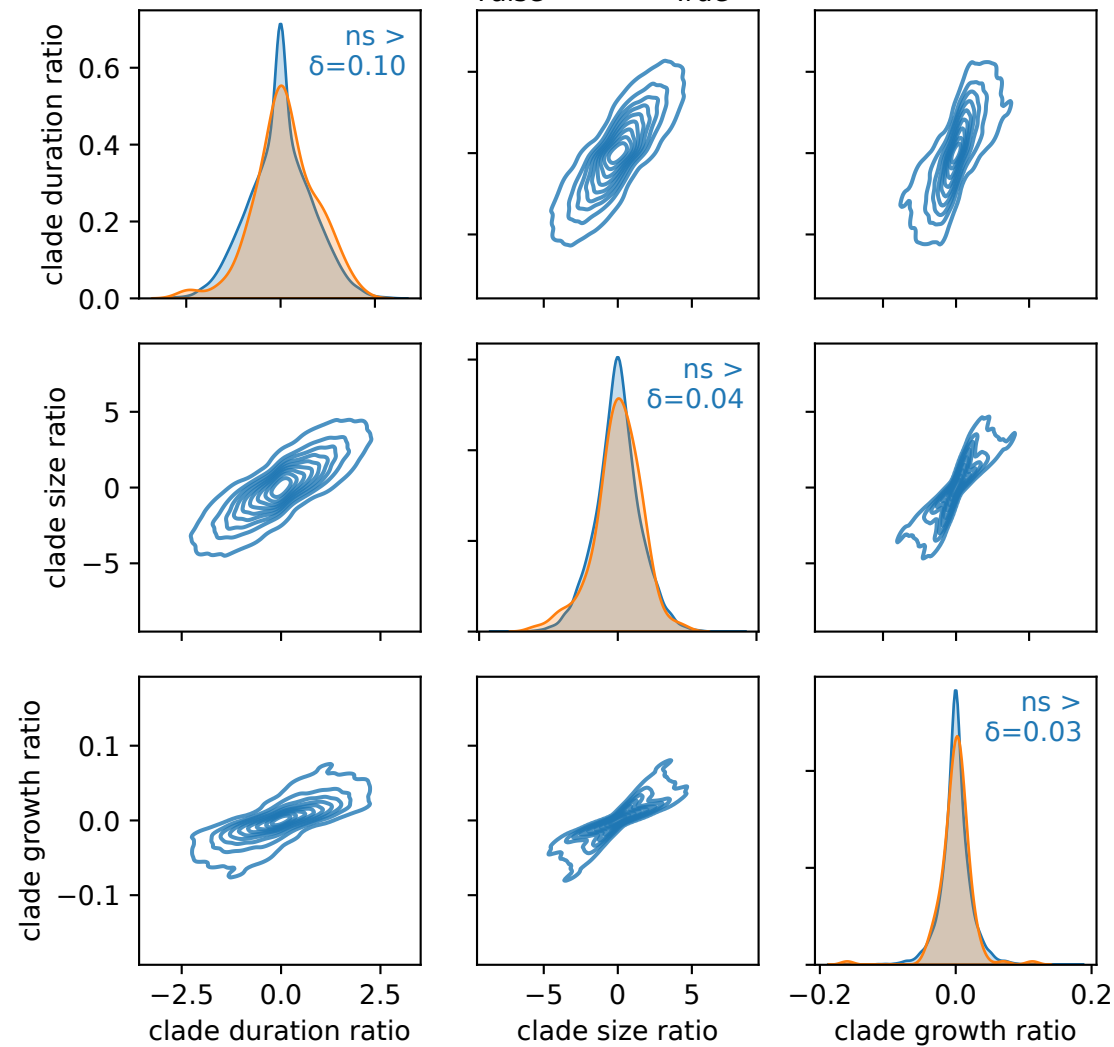 clade duration ratio
0.6
0.4
0.2
0.0
ns >
δ=0.10
clade size ratio
5
0
−5
ns >
δ=0.04
clade growth ratio
0.1
0.0
−0.1
ns >
δ=0.03
−2.5 0.0 2.5
−5 0 5
−0.2 0.0 0.2
clade duration ratio
clade size ratio
clade growth ratio